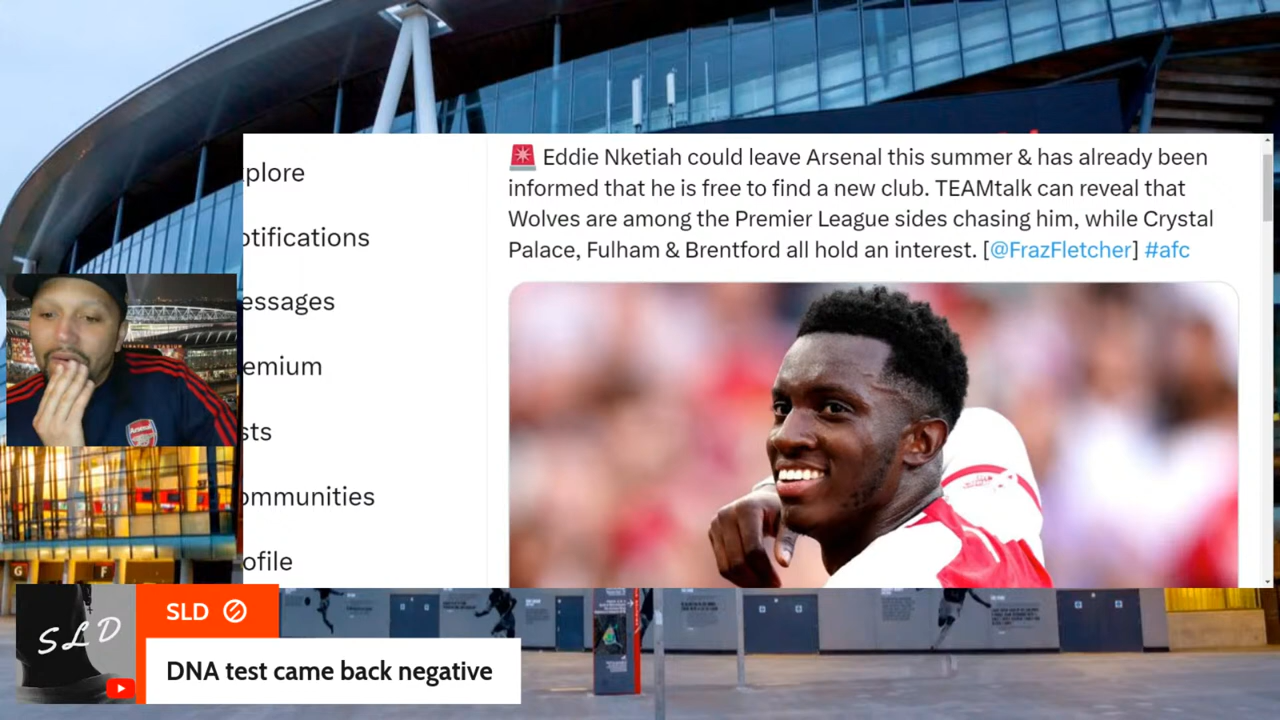 🚨 Eddie Nketiah could leave Arsenal this summer & has already been
informed that he is free to find a new club. TEAMtalk can reveal that
Wolves are among the Premier League sides chasing him, while Crystal
Palace, Fulham & Brentford all hold an interest. [@FrazFletcher] #afc
plore
otifications
essages
emium
sts
ommunities
ofile
Arsenal
G
F
SLD
SLD
DNA test came back negative